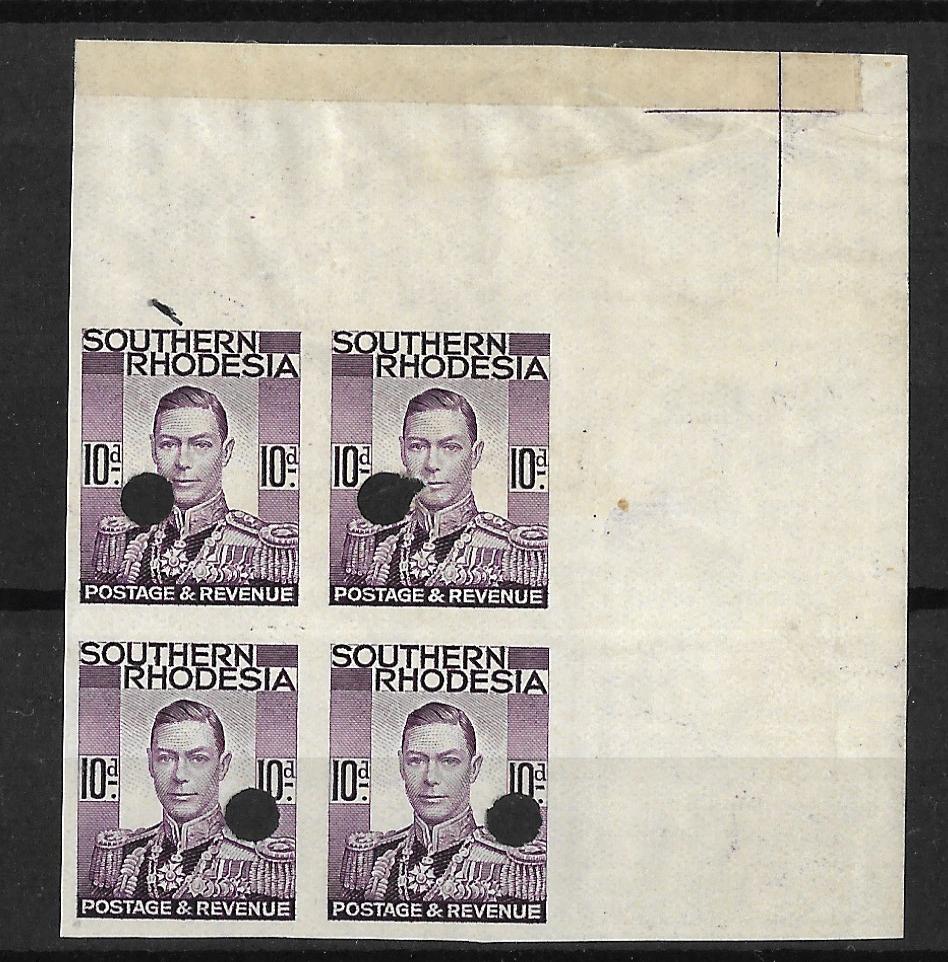 SOUTHERN
RHODESIA
10d. 10d.
POSTAGE & REVENUE
SOUTHERN
RHODESIA
10d. 10d.
POSTAGE & REVENUE
SOUTHERN
RHODESIA
10d. 10d.
POSTAGE & REVENUE
SOUTHERN
RHODESIA
10d. 10d.
POSTAGE & REVENUE